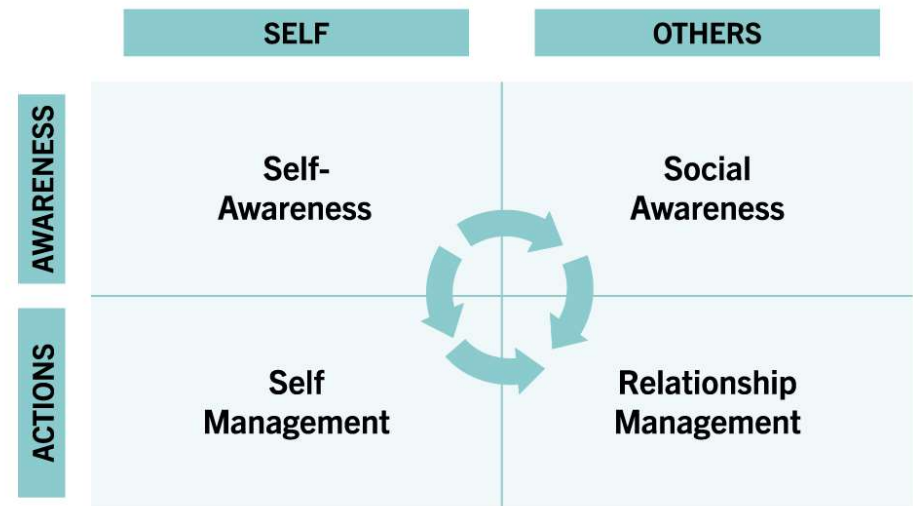 SELF
OTHERS
AWARENESS
Self-
Awareness
Social
Awareness
ACTIONS
Self
Management
Relationship
Management